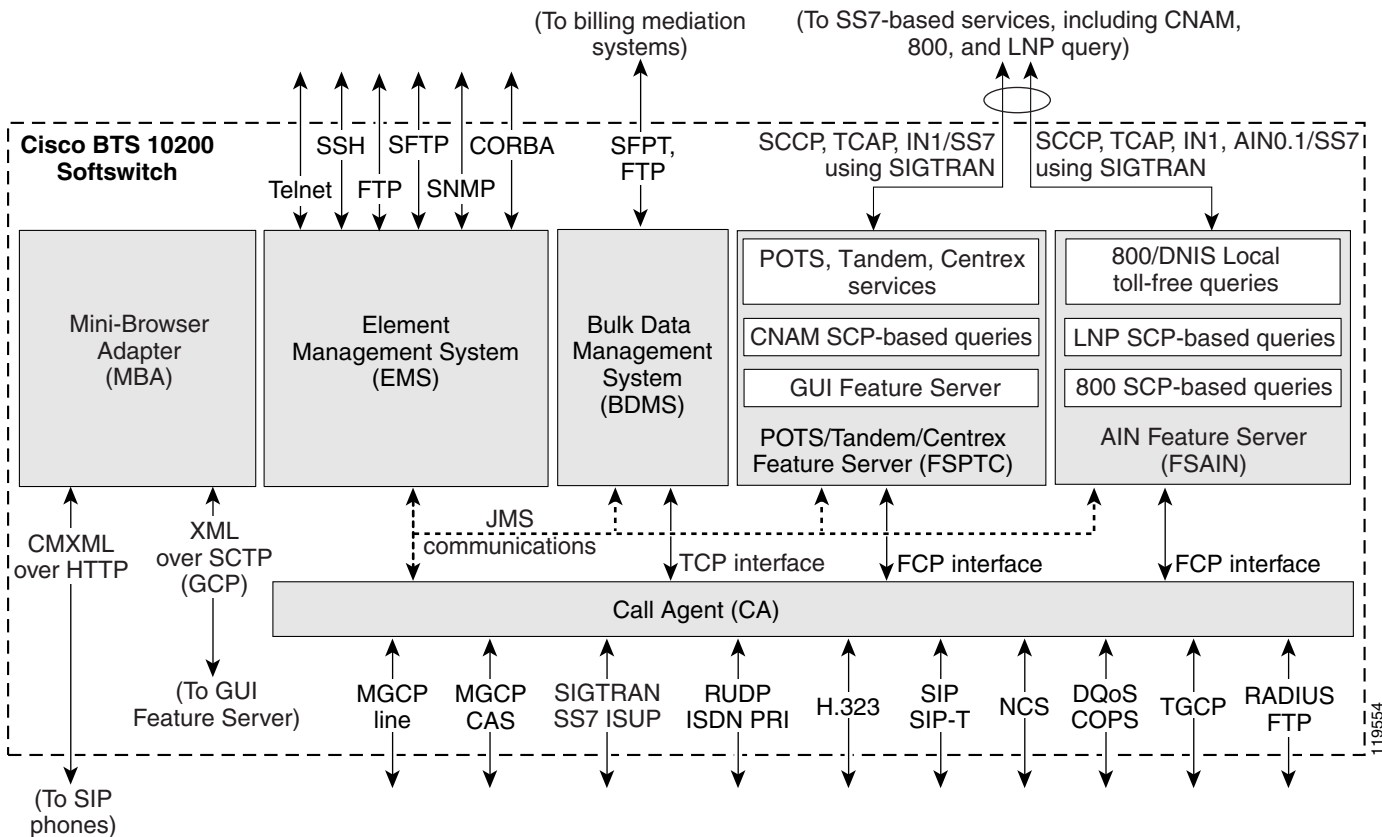 (To billing mediation
systems)
(To SS7-based services, including CNAM,
800, and LNP query)
Cisco BTS 10200
Softswitch
Telnet
SSH
FTP
SFTP
SNMP
CORBA
SFPT,
FTP
SCCP, TCAP, IN1/SS7
using SIGTRAN
SCCP, TCAP, IN1, AIN0.1/SS7
using SIGTRAN
Mini-Browser
Adapter
(MBA)
Element
Management System
(EMS)
Bulk Data
Management
System
(BDMS)
POTS, Tandem, Centrex
services
CNAM SCP-based queries
GUI Feature Server
POTS/Tandem/Centrex
Feature Server (FSPTC)
800/DNIS Local
toll-free queries
LNP SCP-based queries
800 SCP-based queries
AIN Feature Server
(FSAIN)
CMXML
over HTTP
XML
over SCTP
(GCP)
JMS
communications
TCP interface
FCP interface
FCP interface
Call Agent (CA)
(To GUI
Feature Server)
MGCP
line
MGCP
CAS
SIGTRAN
SS7 ISUP
RUDP
ISDN PRI
H.323
SIP
SIP-T
NCS
DQoS
COPS
TGCP
RADIUS
FTP
119554
(To SIP
phones)